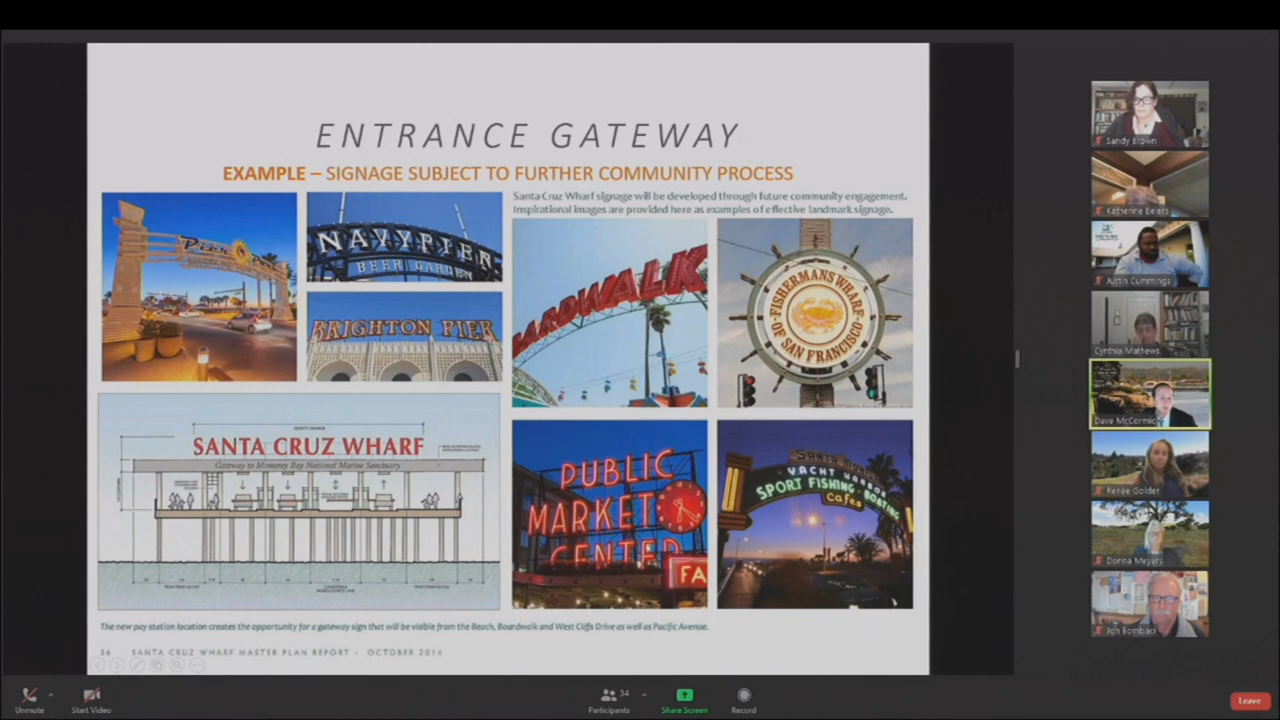 ENTRANCE GATEWAY
EXAMPLE – SIGNAGE SUBJECT TO FURTHER COMMUNITY PROCESS
Santa Cruz Wharf signage will be developed through future community engagement.
Inspirational images are provided here as examples of effective landmark signage.
NAVY PIER
BEER GARDEN
BRIGHTON PIER
ARDWALK
FISHERMANS WHARF
OF SAN FRANCISCO
SANTA CRUZ WHARF
Gateway to Monterey Bay National Marine Sanctuary
PUBLIC
MARKET
CENTER
FA
YACHT HARBOR
SPORT FISHING • BOATING
Cafes
The new pay station location creates the opportunity for a gateway sign that will be visible from the Beach, Boardwalk and West Cliffs Drive as well as Pacific Avenue.
36 SANTA CRUZ WHARF MASTER PLAN REPORT • OCTOBER 2014
Sandy Brown
Katherine Beiers
Justin Cummings
Cynthia Mathews
Dave McCormic
Renee Golder
Donna Meyers
Jon Bombaci
Unmute
Start Video
Participants
34
Share Screen
Record
Leave